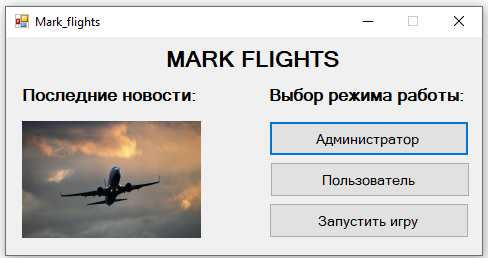 Mark_flights
MARK FLIGHTS
Последние новости:
Выбор режима работы:
Администратор
Пользователь
Запустить игру